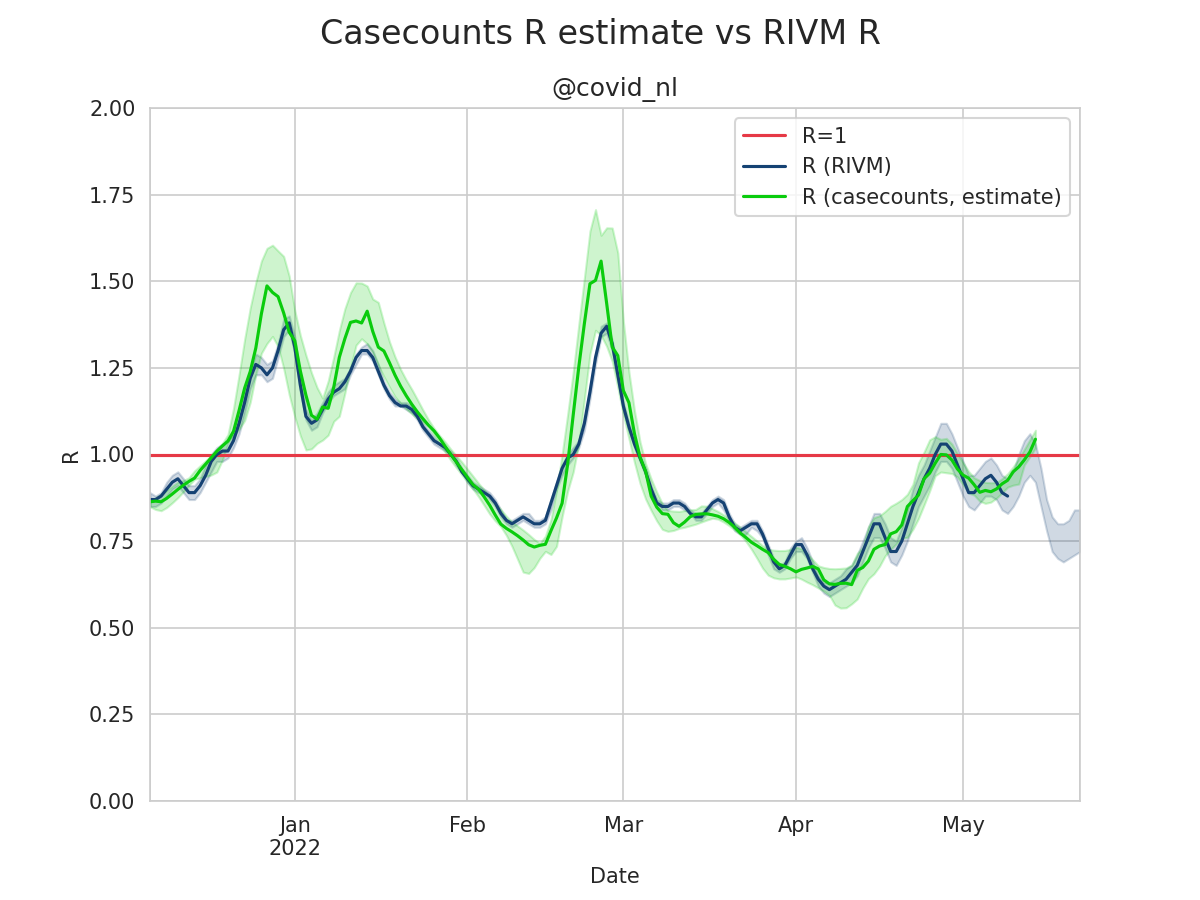 Casecounts R estimate vs RIVM R
@covid_nl
R=1
R (RIVM)
R (casecounts, estimate)
2.00
1.75
1.50
1.25
1.00
0.75
0.50
0.25
0.00
R
Jan
2022
Feb
Mar
Apr
May
Date